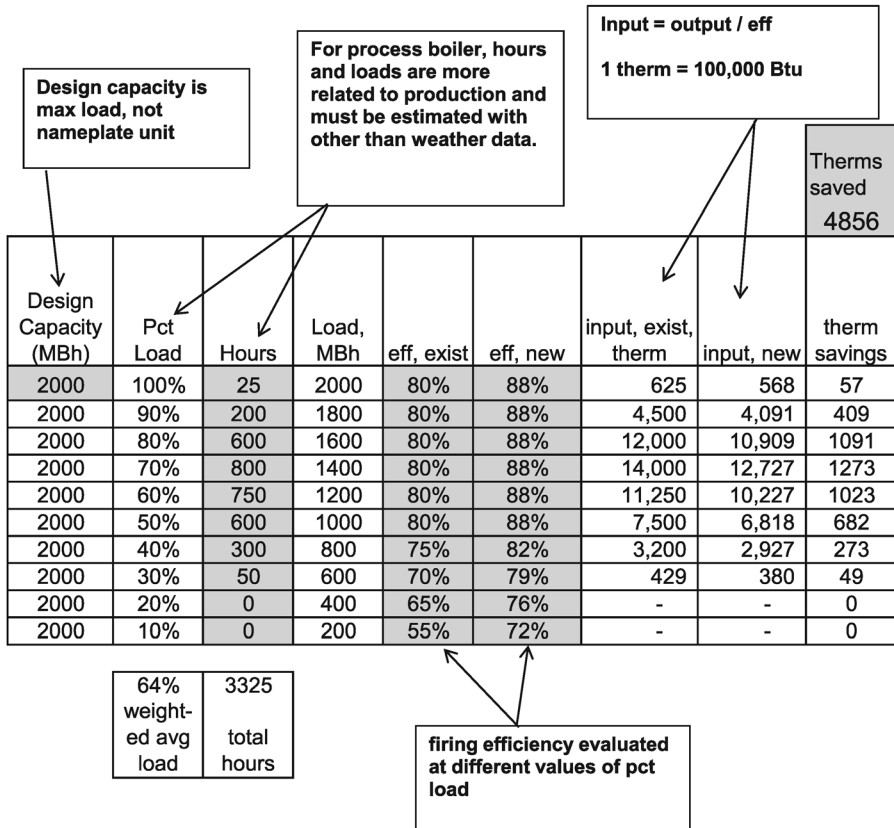 Design capacity is
max load, not
nameplate unit
For process boiler, hours
and loads are more
related to production and
must be estimated with
other than weather data.
Input = output / eff
1 therm = 100,000 Btu
Therms
saved
4856
Design
Capacity
(MBh)
Pct
Load
Hours
Load,
MBh
eff, exist
eff, new
input, exist,
therm
input, new
therm
savings
2000 100% 25 2000 80% 88% 625 568 57
2000 90% 200 1800 80% 88% 4,500 4,091 409
2000 80% 600 1600 80% 88% 12,000 10,909 1091
2000 70% 800 1400 80% 88% 14,000 12,727 1273
2000 60% 750 1200 80% 88% 11,250 10,227 1023
2000 50% 600 1000 80% 88% 7,500 6,818 682
2000 40% 300 800 75% 82% 3,200 2,927 273
2000 30% 50 600 70% 79% 429 380 49
2000 20% 0 400 65% 76% - - 0
2000 10% 0 200 55% 72% - - 0
64%
weight-
ed avg
load
3325
total
hours
firing efficiency evaluated
at different values of pct
load